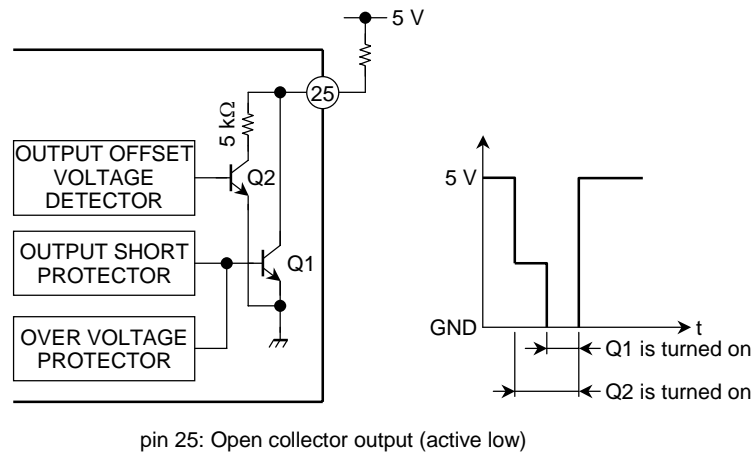 5 V
25
5 kΩ
OUTPUT OFFSET
VOLTAGE
DETECTOR
Q2
OUTPUT SHORT
PROTECTOR
Q1
OVER VOLTAGE
PROTECTOR
5 V
GND
t
Q1 is turned on
Q2 is turned on
pin 25: Open collector output (active low)